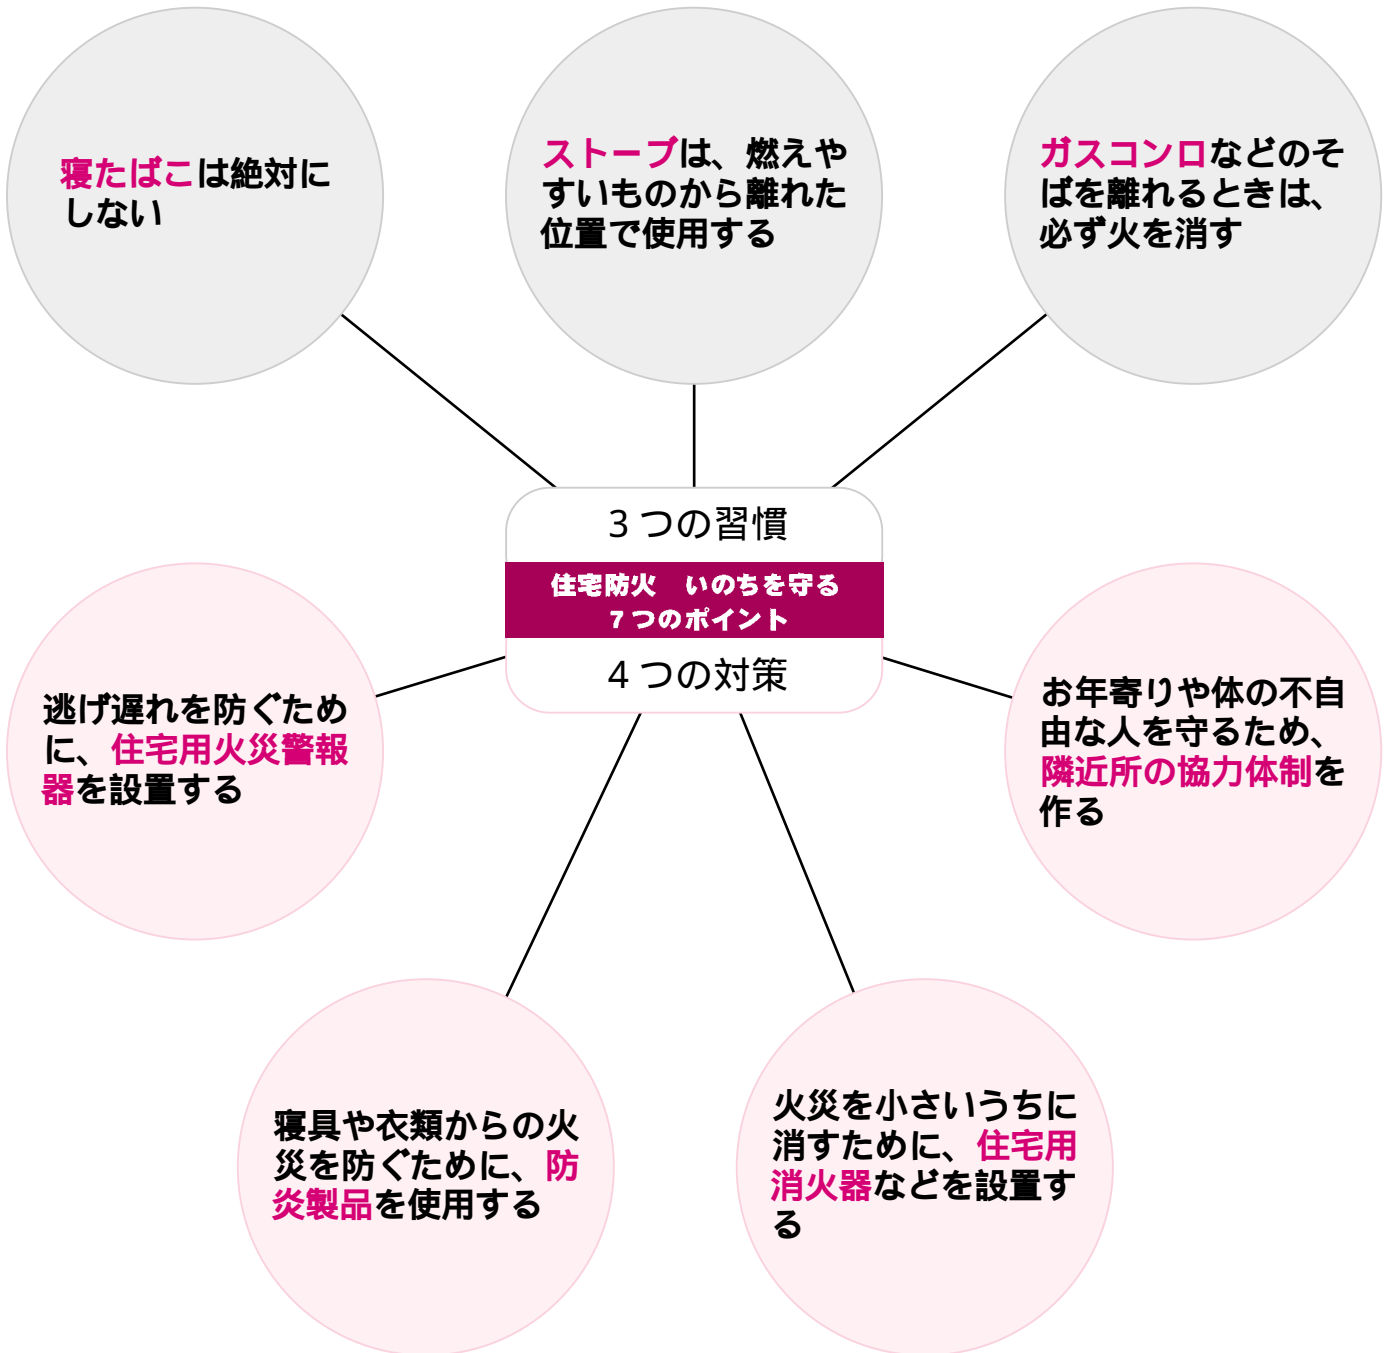 寝たばこは絶対に
しない
ストーブは、燃えや
すいものから離れた
位置で使用する
ガスコンロなどのそ
ばを離れるときは、
必ず火を消す
3つの習慣
住宅防火　いのちを守る
7つのポイント
4つの対策
逃げ遅れを防ぐため
に、住宅用火災警報
器を設置する
お年寄りや体の不自
由な人を守るため、
隣近所の協力体制を
作る
寝具や衣類からの火
災を防ぐために、防
炎製品を使用する
火災を小さいうちに
消すために、住宅用
消火器などを設置す
る